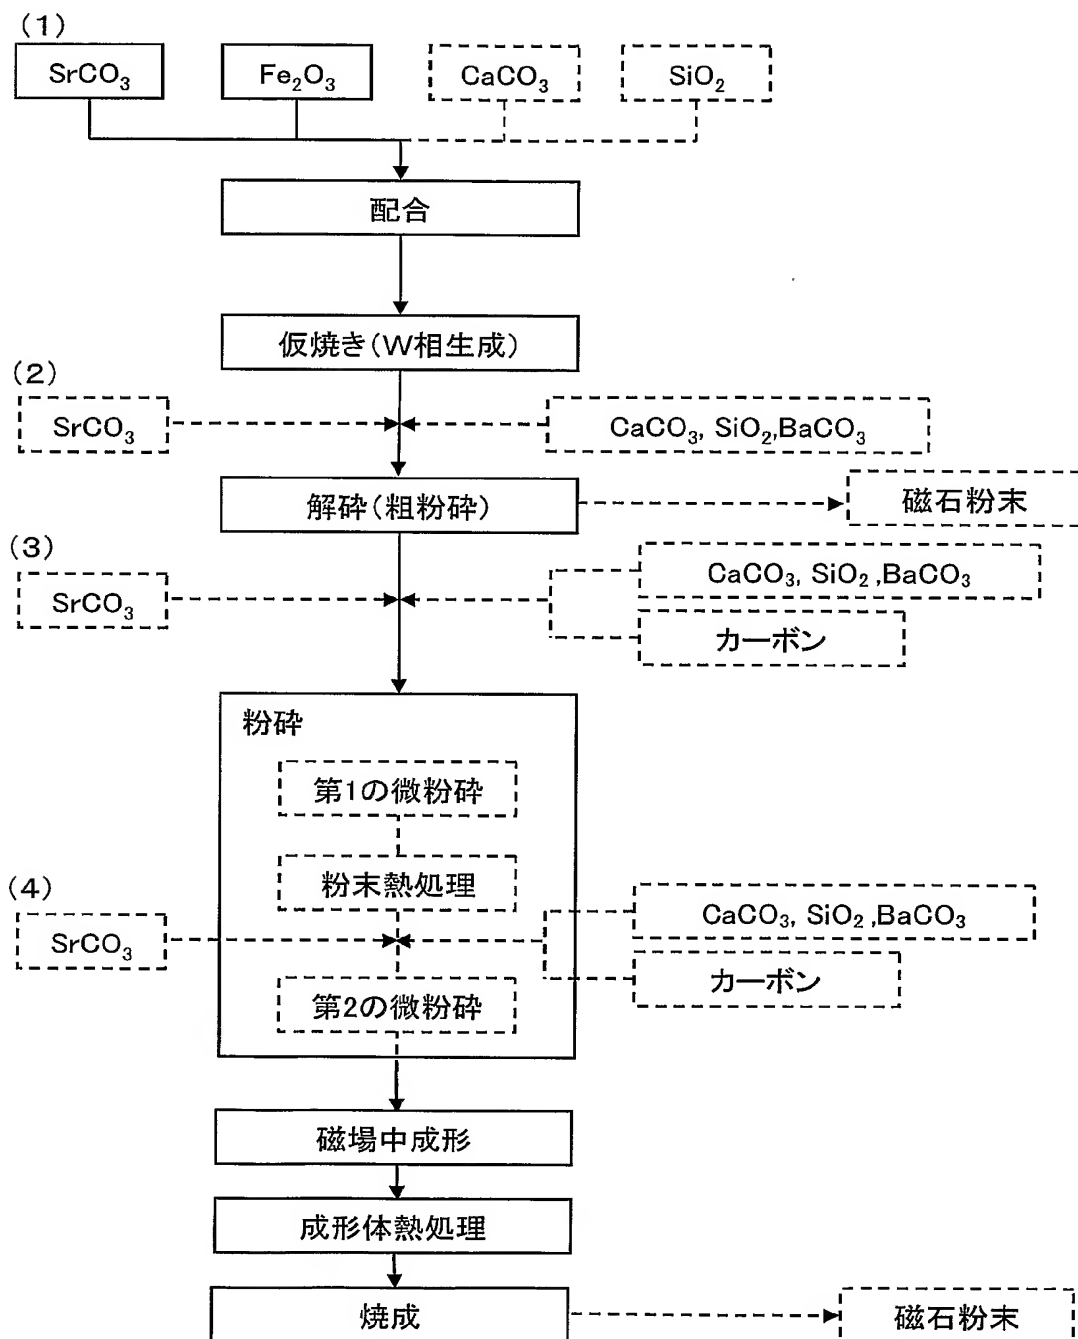 (1)
SrCO₃
Fe₂O₃
CaCO₃
SiO₂
配合
仮焼き(W相生成)
(2)
SrCO₃
CaCO₃, SiO₂,BaCO₃
解砕(粗粉砕)
磁石粉末
(3)
SrCO₃
CaCO₃, SiO₂ ,BaCO₃
カーボン
粉砕
第1の微粉砕
粉末熱処理
(4)
SrCO₃
CaCO₃, SiO₂ ,BaCO₃
カーボン
第2の微粉砕
磁場中成形
成形体熱処理
焼成
磁石粉末